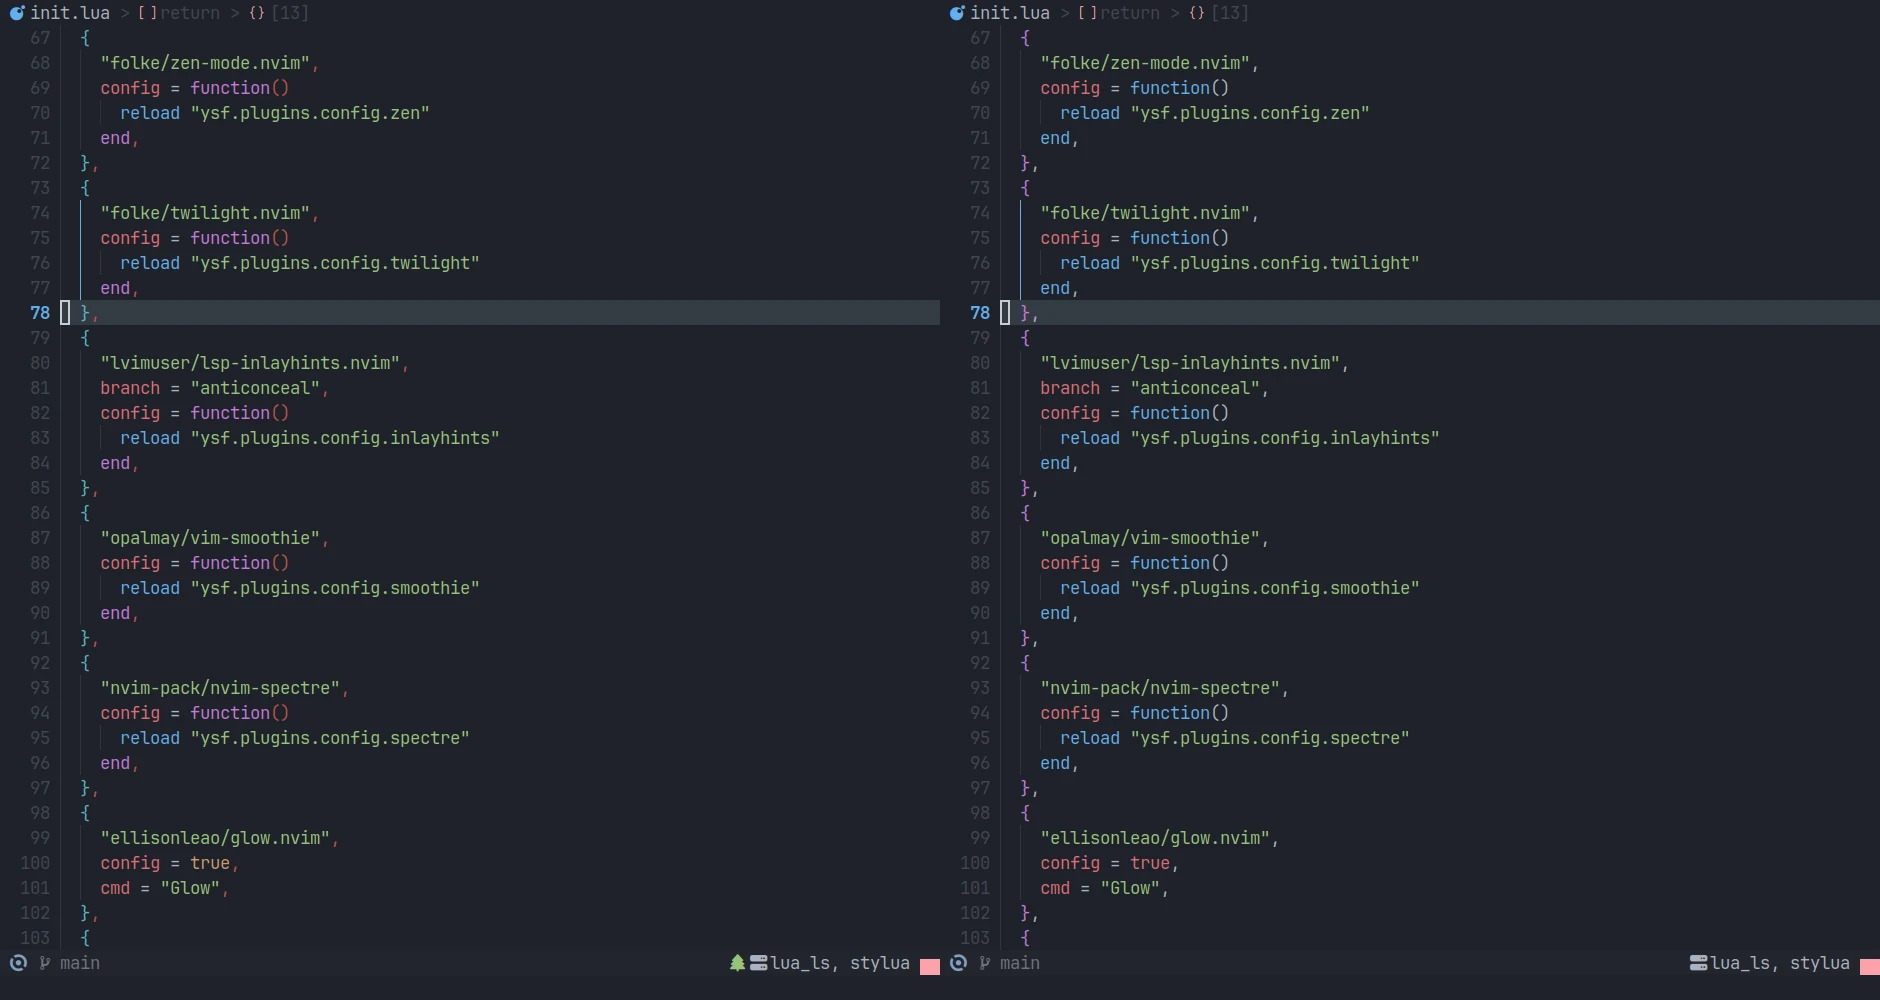 init.lua > []return > {}[13]
67 {
68 "folke/zen-mode.nvim",
69 config = function()
70 reload "ysf.plugins.config.zen"
71 end,
72 },
73 {
74 "folke/twilight.nvim",
75 config = function()
76 reload "ysf.plugins.config.twilight"
77 end,
78 },
79 {
80 "lvimuser/lsp-inlayhints.nvim",
81 branch = "anticonceal",
82 config = function()
83 reload "ysf.plugins.config.inlayhints"
84 end,
85 },
86 {
87 "opalmay/vim-smoothie",
88 config = function()
89 reload "ysf.plugins.config.smoothie"
90 end,
91 },
92 {
93 "nvim-pack/nvim-spectre",
94 config = function()
95 reload "ysf.plugins.config.spectre"
96 end,
97 },
98 {
99 "ellisonleao/glow.nvim",
100 config = true,
101 cmd = "Glow",
102 },
103 {
main lua_ls, stylua
init.lua > []return > {}[13]
67 {
68 "folke/zen-mode.nvim",
69 config = function()
70 reload "ysf.plugins.config.zen"
71 end,
72 },
73 {
74 "folke/twilight.nvim",
75 config = function()
76 reload "ysf.plugins.config.twilight"
77 end,
78 },
79 {
80 "lvimuser/lsp-inlayhints.nvim",
81 branch = "anticonceal",
82 config = function()
83 reload "ysf.plugins.config.inlayhints"
84 end,
85 },
86 {
87 "opalmay/vim-smoothie",
88 config = function()
89 reload "ysf.plugins.config.smoothie"
90 end,
91 },
92 {
93 "nvim-pack/nvim-spectre",
94 config = function()
95 reload "ysf.plugins.config.spectre"
96 end,
97 },
98 {
99 "ellisonleao/glow.nvim",
100 config = true,
101 cmd = "Glow",
102 },
103 {
main lua_ls, stylua